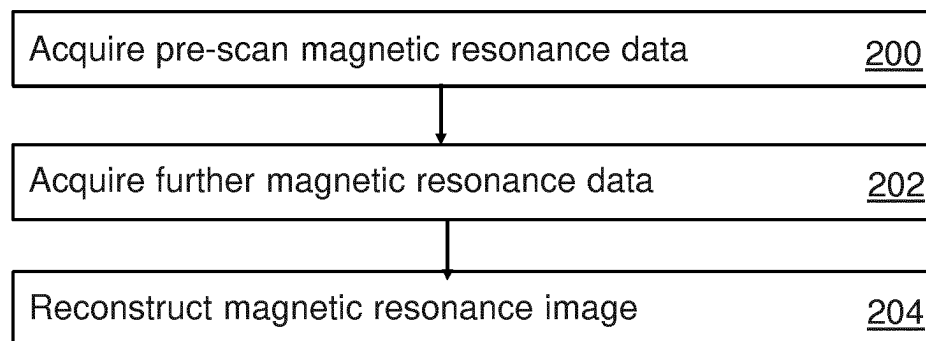 Acquire pre-scan magnetic resonance data 200
Acquire further magnetic resonance data 202
Reconstruct magnetic resonance image 204